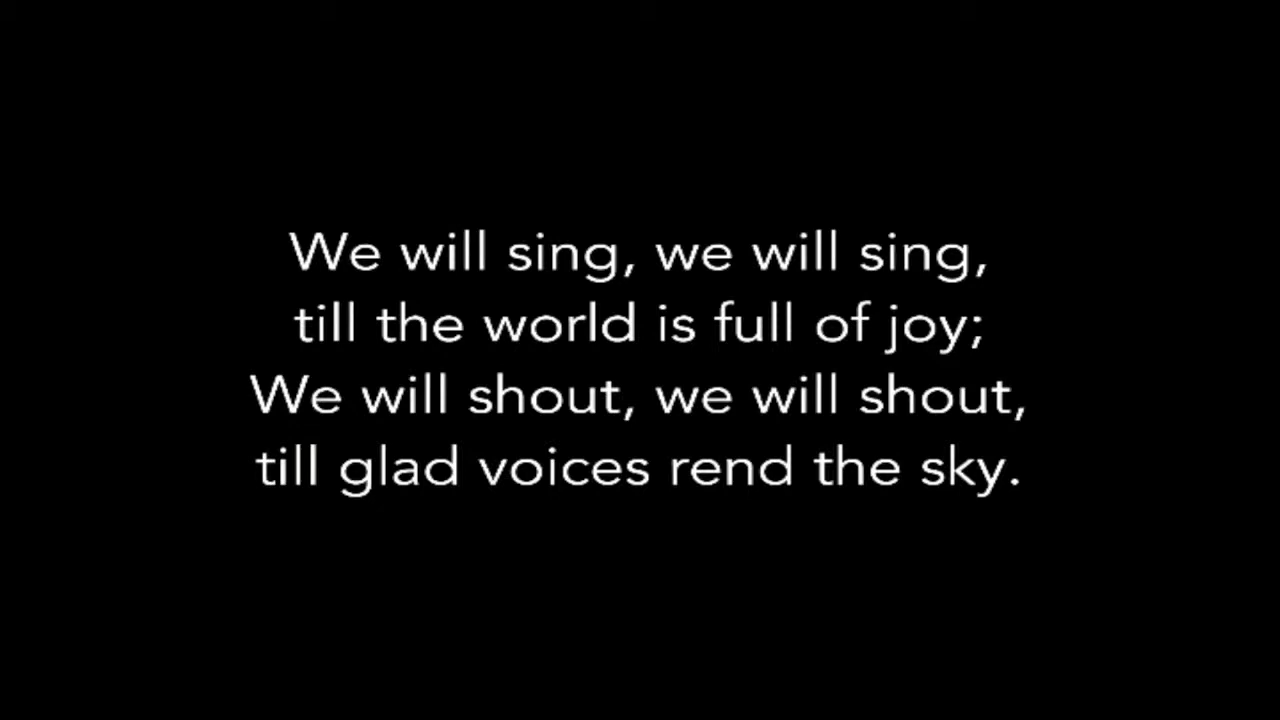 We will sing, we will sing,
till the world is full of joy;
We will shout, we will shout,
till glad voices rend the sky.